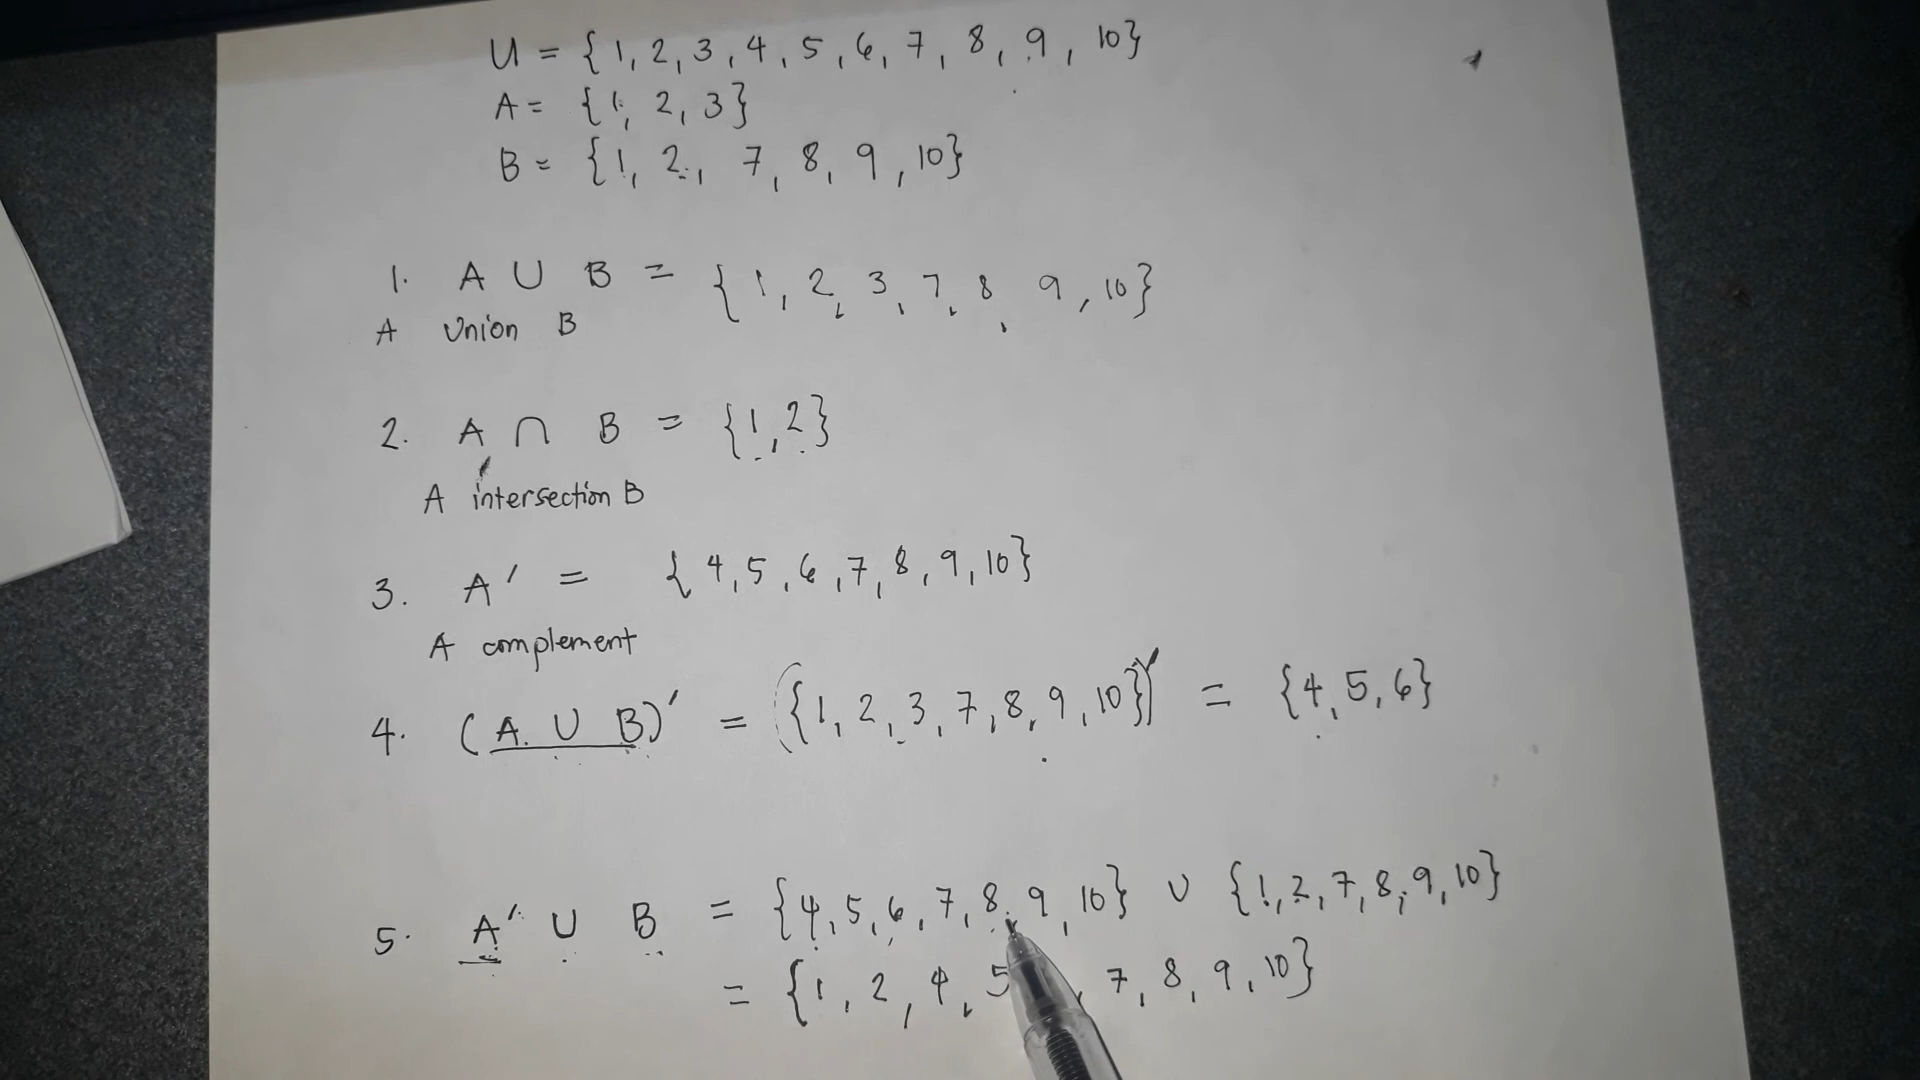 U = {1, 2, 3, 4, 5, 6, 7, 8, 9, 10}
A = {1, 2, 3}
B = {1, 2, 7, 8, 9, 10}
1. A ∪ B = {1, 2, 3, 7, 8, 9, 10}
A Union B
2. A ∩ B = {1, 2}
A intersection B
3. A′ = {4, 5, 6, 7, 8, 9, 10}
A complement
4. (A ∪ B)′ = ({1, 2, 3, 7, 8, 9, 10})′ = {4, 5, 6}
5. A′ ∪ B = {4, 5, 6, 7, 8, 9, 10} ∪ {1, 2, 7, 8, 9, 10}
= {1, 2, 4, 5 , 7, 8, 9, 10}